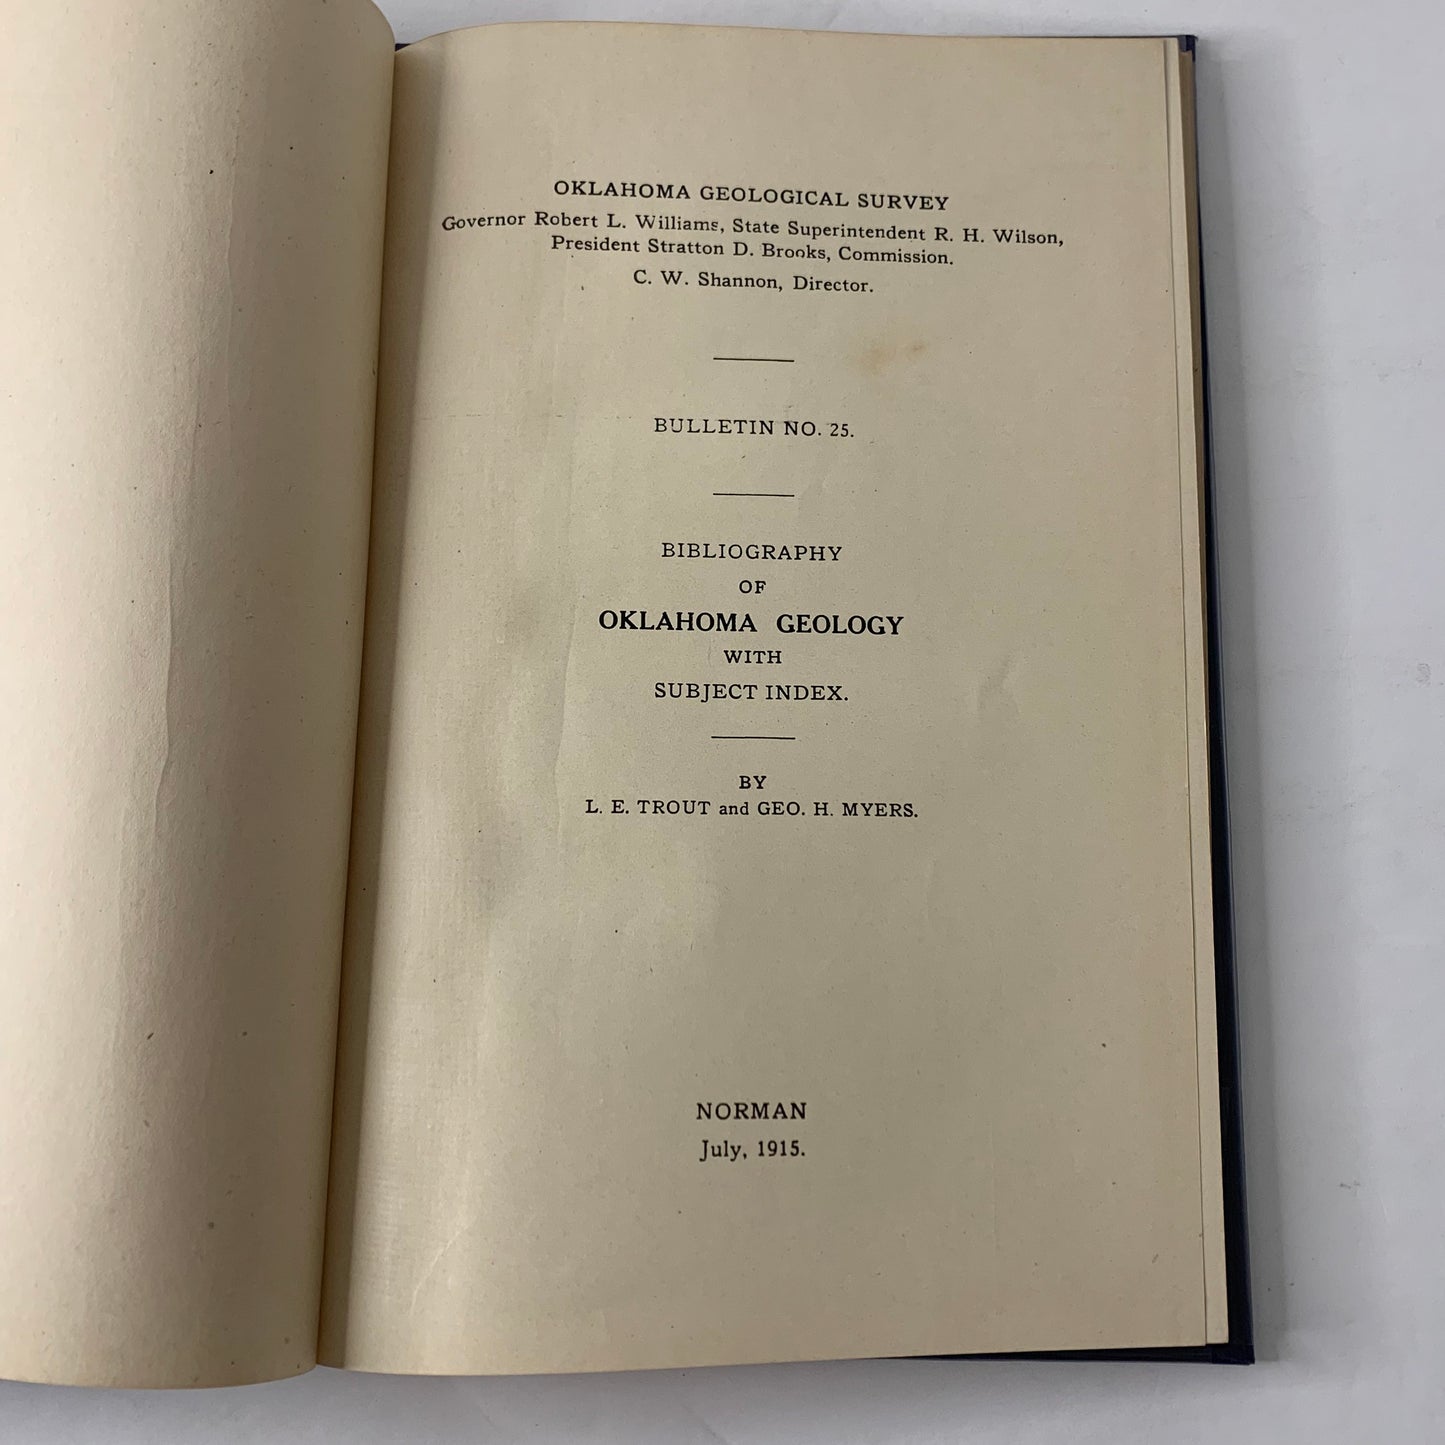 OKLAHOMA GEOLOGICAL SURVEY
Governor Robert L. Williams, State Superintendent R. H. Wilson,
President Stratton D. Brooks, Commission.
C. W. Shannon, Director.
BULLETIN NO. 25.
BIBLIOGRAPHY
OF
OKLAHOMA GEOLOGY
WITH
SUBJECT INDEX.
BY
L. E. TROUT and GEO. H. MYERS.
NORMAN
July, 1915.